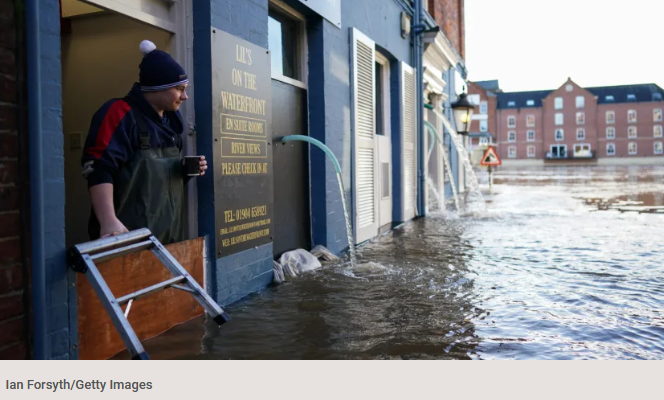 LIL'S
ON THE
WATERFRONT
EN SUITE ROOMS
RIVER VIEWS
PLEASE CHECK IN AT
TEL: 01904 658921
Ian Forsyth/Getty Images